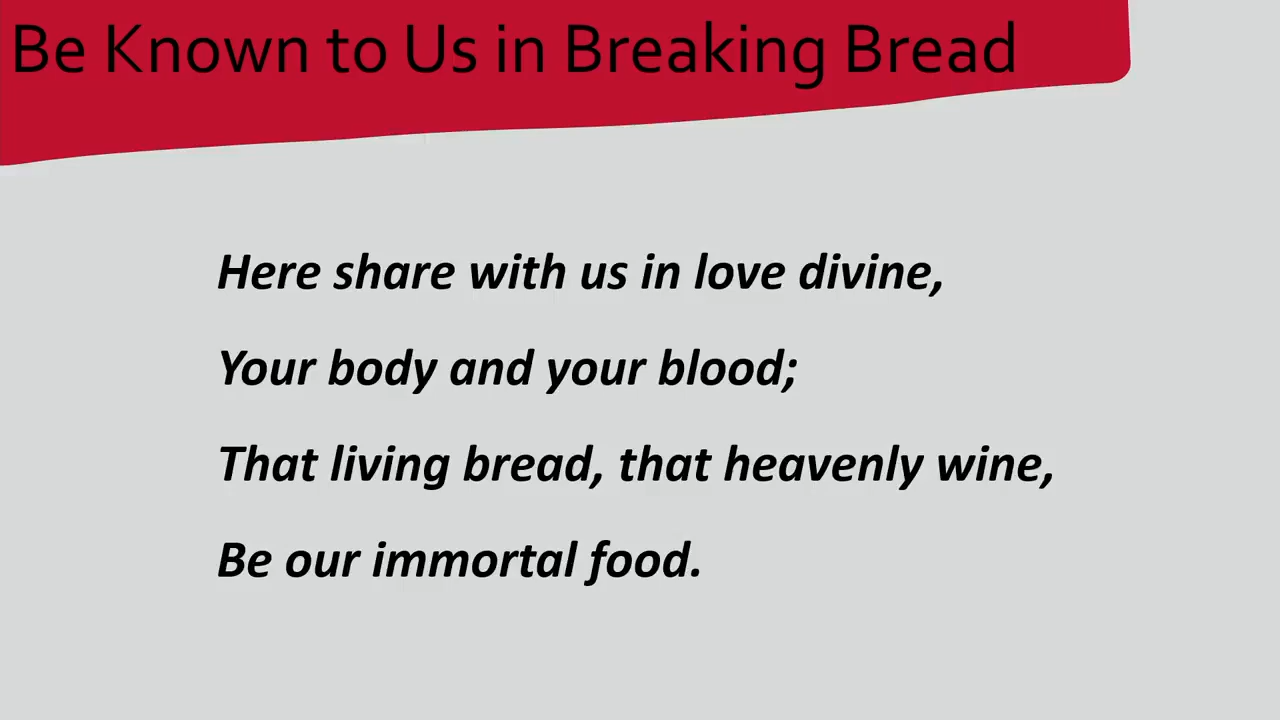 Be Known to Us in Breaking Bread
Here share with us in love divine,
Your body and your blood;
That living bread, that heavenly wine,
Be our immortal food.